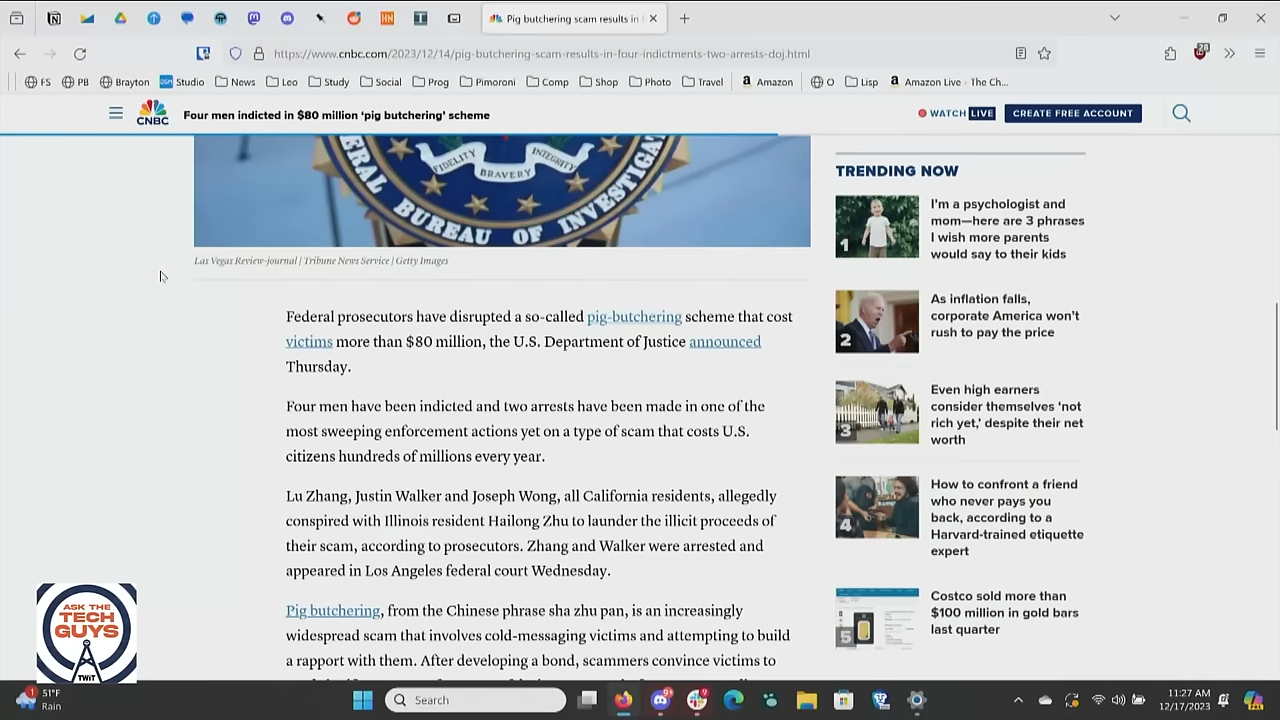 Pig butchering scam results in
https://www.cnbc.com/2023/12/14/pig-butchering-scam-results-in-four-indictments-two-arrests-doj.html
28
FS PB Brayton Studio News Leo Study Social Prog Pimoroni Comp Shop Photo Travel Amazon O Lisp Amazon Live - The Ch...
CNBC
Four men indicted in $80 million ‘pig butchering’ scheme
WATCH LIVE
CREATE FREE ACCOUNT
FIDELITY
BRAVERY
INTEGRITY
BUREAU OF INVESTIGA
Las Vegas Review-journal | Tribune News Service | Getty Images
Federal prosecutors have disrupted a so-called pig-butchering scheme that cost
victims more than $80 million, the U.S. Department of Justice announced
Thursday.
Four men have been indicted and two arrests have been made in one of the
most sweeping enforcement actions yet on a type of scam that costs U.S.
citizens hundreds of millions every year.
Lu Zhang, Justin Walker and Joseph Wong, all California residents, allegedly
conspired with Illinois resident Hailong Zhu to launder the illicit proceeds of
their scam, according to prosecutors. Zhang and Walker were arrested and
appeared in Los Angeles federal court Wednesday.
Pig butchering, from the Chinese phrase sha zhu pan, is an increasingly
widespread scam that involves cold-messaging victims and attempting to build
a rapport with them. After developing a bond, scammers convince victims to
TRENDING NOW
1
I’m a psychologist and
mom—here are 3 phrases
I wish more parents
would say to their kids
2
As inflation falls,
corporate America won’t
rush to pay the price
3
Even high earners
consider themselves ‘not
rich yet,’ despite their net
worth
4
How to confront a friend
who never pays you
back, according to a
Harvard-trained etiquette
expert
5
Costco sold more than
$100 million in gold bars
last quarter
ASK THE
TECH
GUYS
TWiT
1
51°F
Rain
Search
11:27 AM
12/17/2023